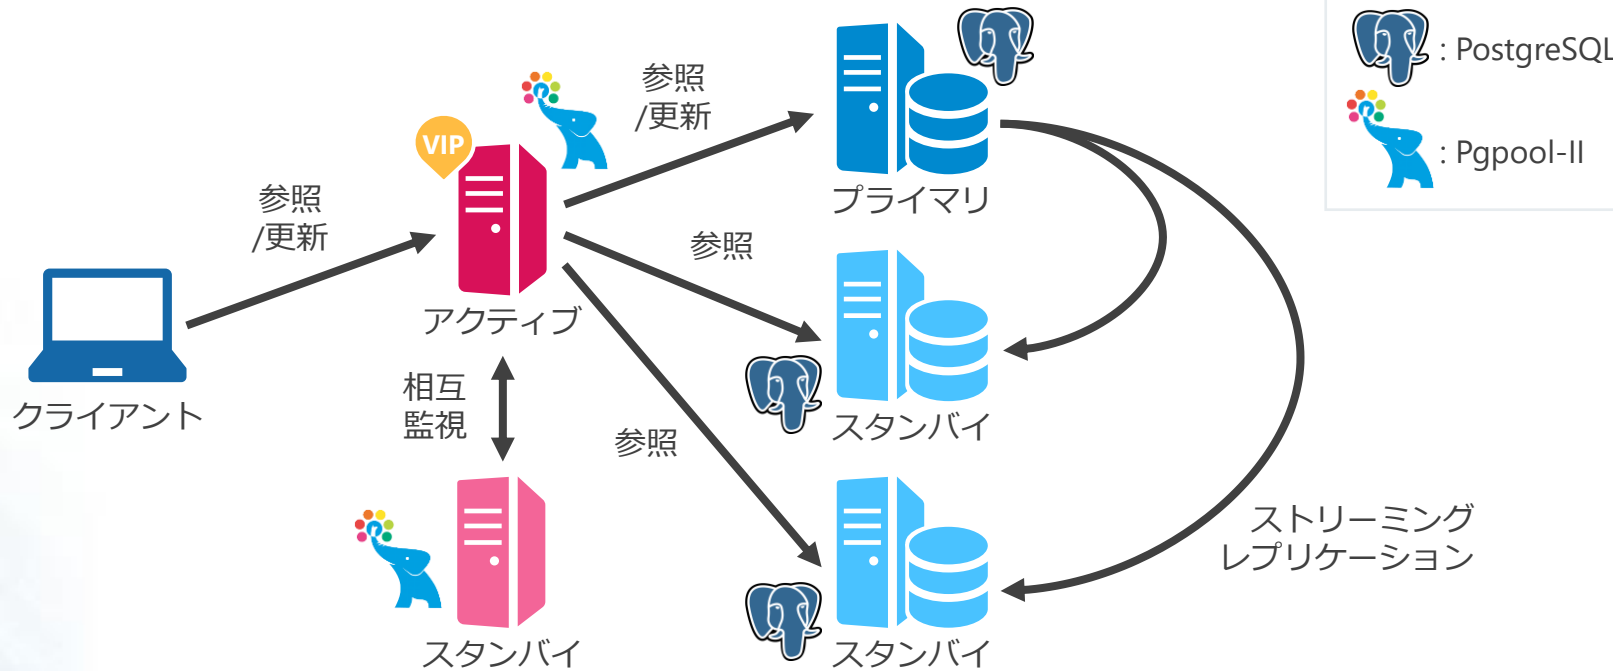 : PostgreSQL
: Pgpool-II
参照
/更新
VIP
プライマリ
参照
/更新
参照
アクティブ
クライアント
相互
監視
スタンバイ
参照
ストリーミング
レプリケーション
スタンバイ
スタンバイ